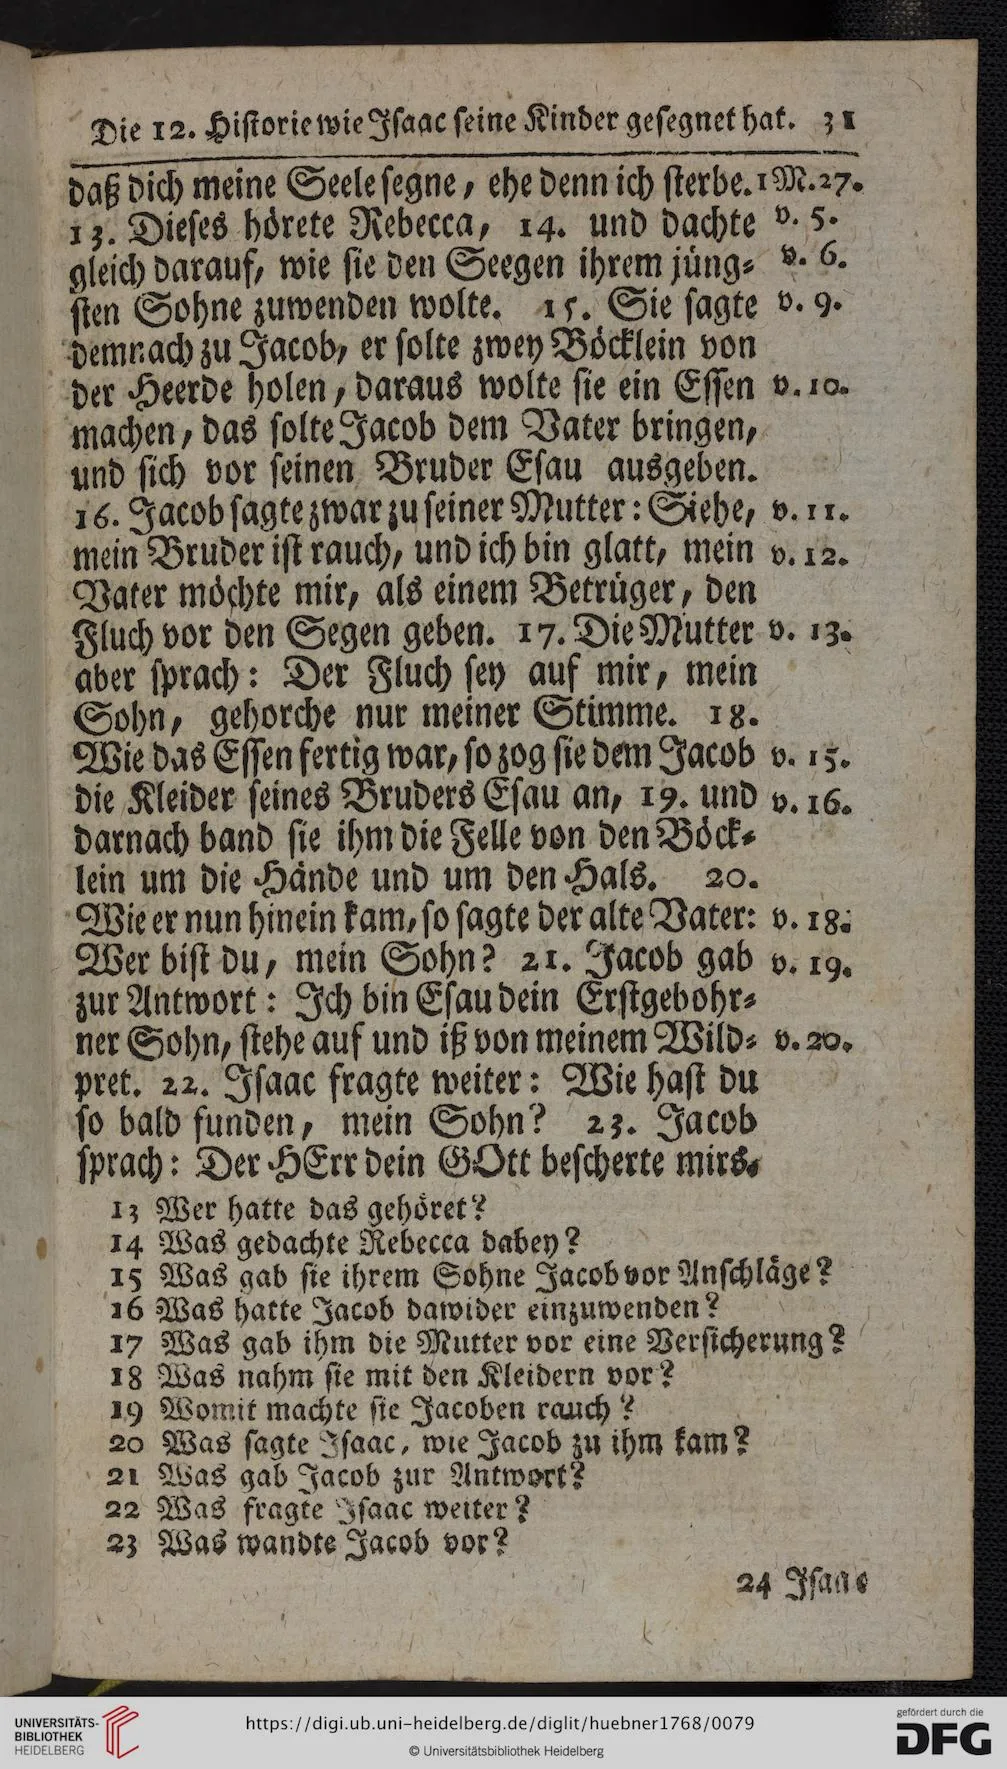 Die 12. Historie wie Isaac seine Kinder gesegnet hat. 31
daß dich meine Seele segne, ehe denn ich sterbe. 1 M. 27.
13. Dieses hörete Rebecca, 14. und dachte v. 5.
gleich darauf, wie sie den Seegen ihrem jüng- v. 6.
sten Sohne zuwenden wolte. 15. Sie sagte v. 9.
demnach zu Jacob, er solte zwey Böcklein von
der Heerde holen, daraus wolte sie ein Essen v. 10.
machen, das solte Jacob dem Vater bringen,
und sich vor seinen Bruder Esau ausgeben.
16. Jacob sagte zwar zu seiner Mutter: Siehe, v. 11.
mein Bruder ist rauch, und ich bin glatt, mein v. 12.
Vater möchte mir, als einem Betrüger, den
Fluch vor den Segen geben. 17. Die Mutter v. 13.
aber sprach: Der Fluch sey auf mir, mein
Sohn, gehorche nur meiner Stimme. 18.
Wie das Essen fertig war, so zog sie dem Jacob v. 15.
die Kleider seines Bruders Esau an, 19. und v. 16.
darnach band sie ihm die Felle von den Böck-
lein um die Hände und um den Hals. 20.
Wie er nun hinein kam, so sagte der alte Vater: v. 18.
Wer bist du, mein Sohn? 21. Jacob gab v. 19.
zur Antwort: Ich bin Esau dein Erstgebohr-
ner Sohn, stehe auf und iß von meinem Wild- v. 20.
pret. 22. Isaac fragte weiter: Wie hast du
so bald funden, mein Sohn? 23. Jacob
sprach: Der HErr dein GOtt bescherte mirs.
13 Wer hatte das gehöret?
14 Was gedachte Rebecca dabey?
15 Was gab sie ihrem Sohne Jacob vor Anschläge?
16 Was hatte Jacob dawider einzuwenden?
17 Was gab ihm die Mutter vor eine Versicherung?
18 Was nahm sie mit den Kleidern vor?
19 Womit machte sie Jacoben rauch?
20 Was sagte Isaac, wie Jacob zu ihm kam?
21 Was gab Jacob zur Antwort?
22 Was fragte Isaac weiter?
23 Was wandte Jacob vor?
24 Isaac
UNIVERSITÄTS-
BIBLIOTHEK
HEIDELBERG
https://digi.ub.uni-heidelberg.de/diglit/huebner1768/0079
© Universitätsbibliothek Heidelberg
gefördert durch die
DFG